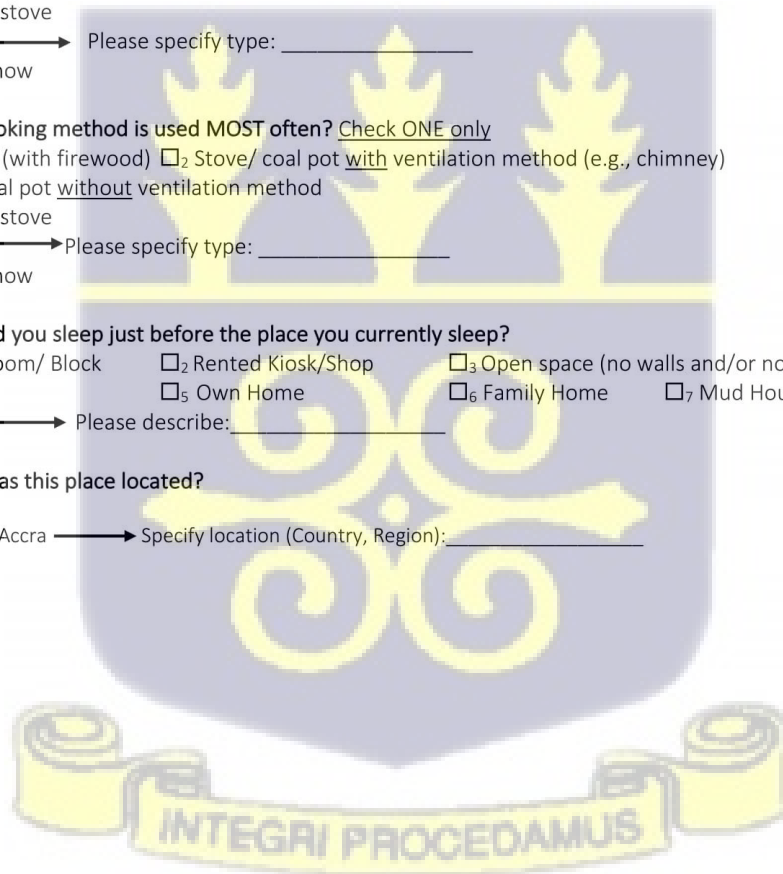 stove
Please specify type: ___________________
now
oking method is used MOST often? Check ONE only
(with firewood) ☐2 Stove/ coal pot with ventilation method (e.g., chimney)
al pot without ventilation method
stove
Please specify type: ___________________
now
d you sleep just before the place you currently sleep?
oom/ Block ☐2 Rented Kiosk/Shop ☐3 Open space (no walls and/or no
☐5 Own Home ☐6 Family Home ☐7 Mud Hou
Please describe:_____________________
as this place located?
Accra Specify location (Country, Region):____________________
INTEGRI PROCEDAMUS